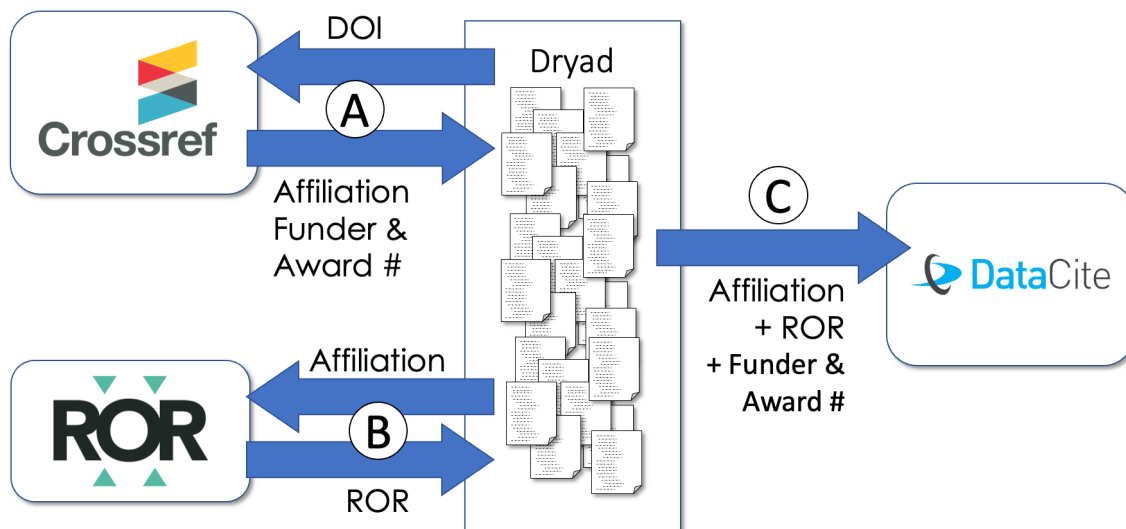 DOI
Dryad
Crossref
A
Affiliation
Funder &
Award #
C
DataCite
Affiliation
+ ROR
+ Funder &
Award #
Affiliation
ROR
B
ROR